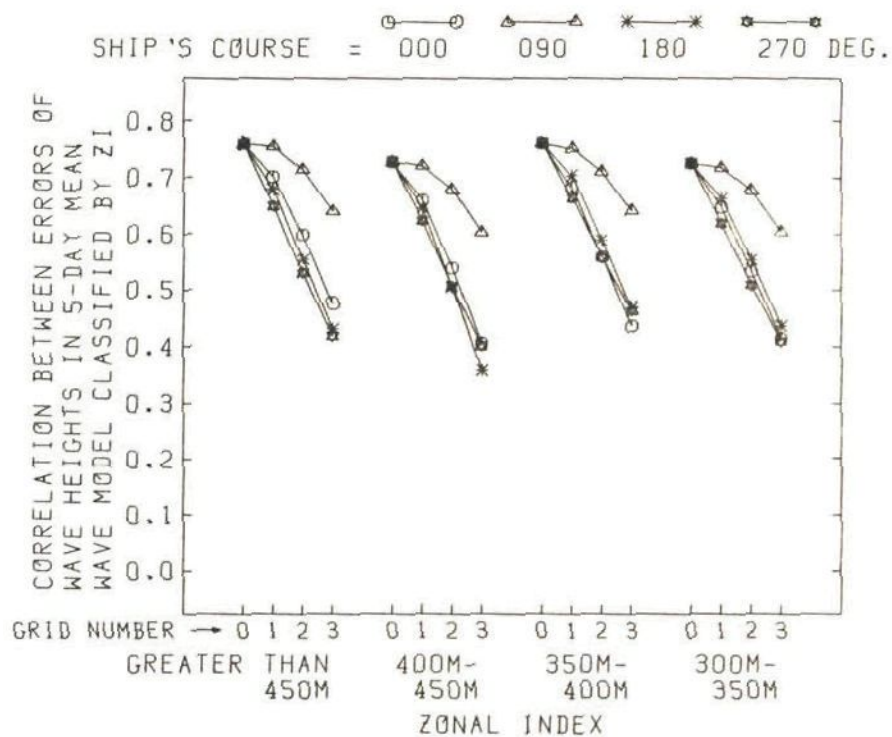 SHIP'S COURSE = 000 090 180 270 DEG.
CORRELATION BETWEEN ERRORS OF
WAVE HEIGHTS IN 5-DAY MEAN
WAVE MODEL CLASSIFIED BY ZI
0.8
0.7
0.6
0.5
0.4
0.3
0.2
0.1
0.0
GRID NUMBER → 0 1 2 3 0 1 2 3 0 1 2 3 0 1 2 3
GREATER THAN 400M- 350M- 300M-
450M 450M 400M 350M
ZONAL INDEX